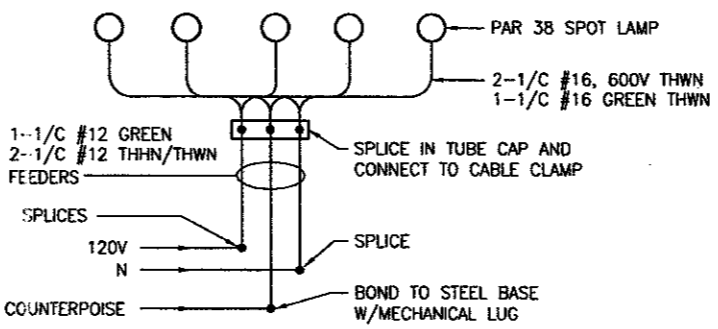 PAR 38 SPOT LAMP
2-1/C #16, 600V THWN
1-1/C #16 GREEN THWN
1-1/C #12 GREEN
2-1/C #12 THHN/THWN
FEEDERS
SPLICE IN TUBE CAP AND
CONNECT TO CABLE CLAMP
SPLICES
120V
SPLICE
N
COUNTERPOISE
BOND TO STEEL BASE
W/MECHANICAL LUG